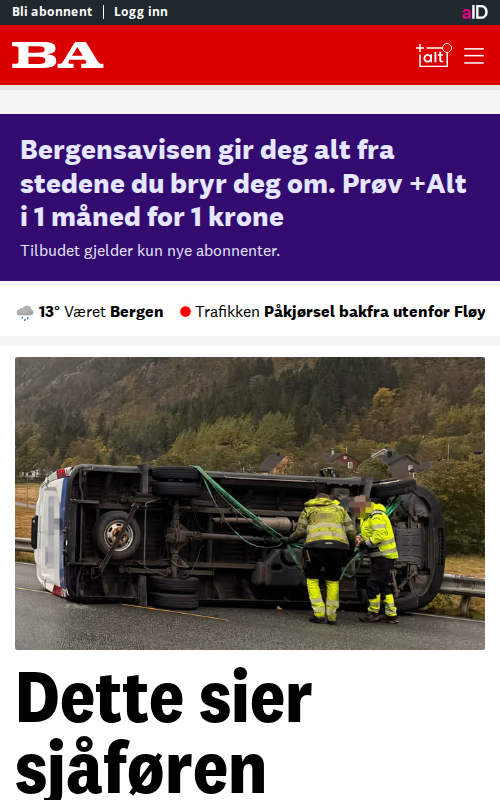 Bli abonnent | Logg inn
aID
BA
+alt
Bergensavisen gir deg alt fra
stedene du bryr deg om. Prøv +Alt
i 1 måned for 1 krone
Tilbudet gjelder kun nye abonnenter.
13° Været Bergen Trafikken Påkjørsel bakfra utenfor Fløy
Dette sier
sjåføren